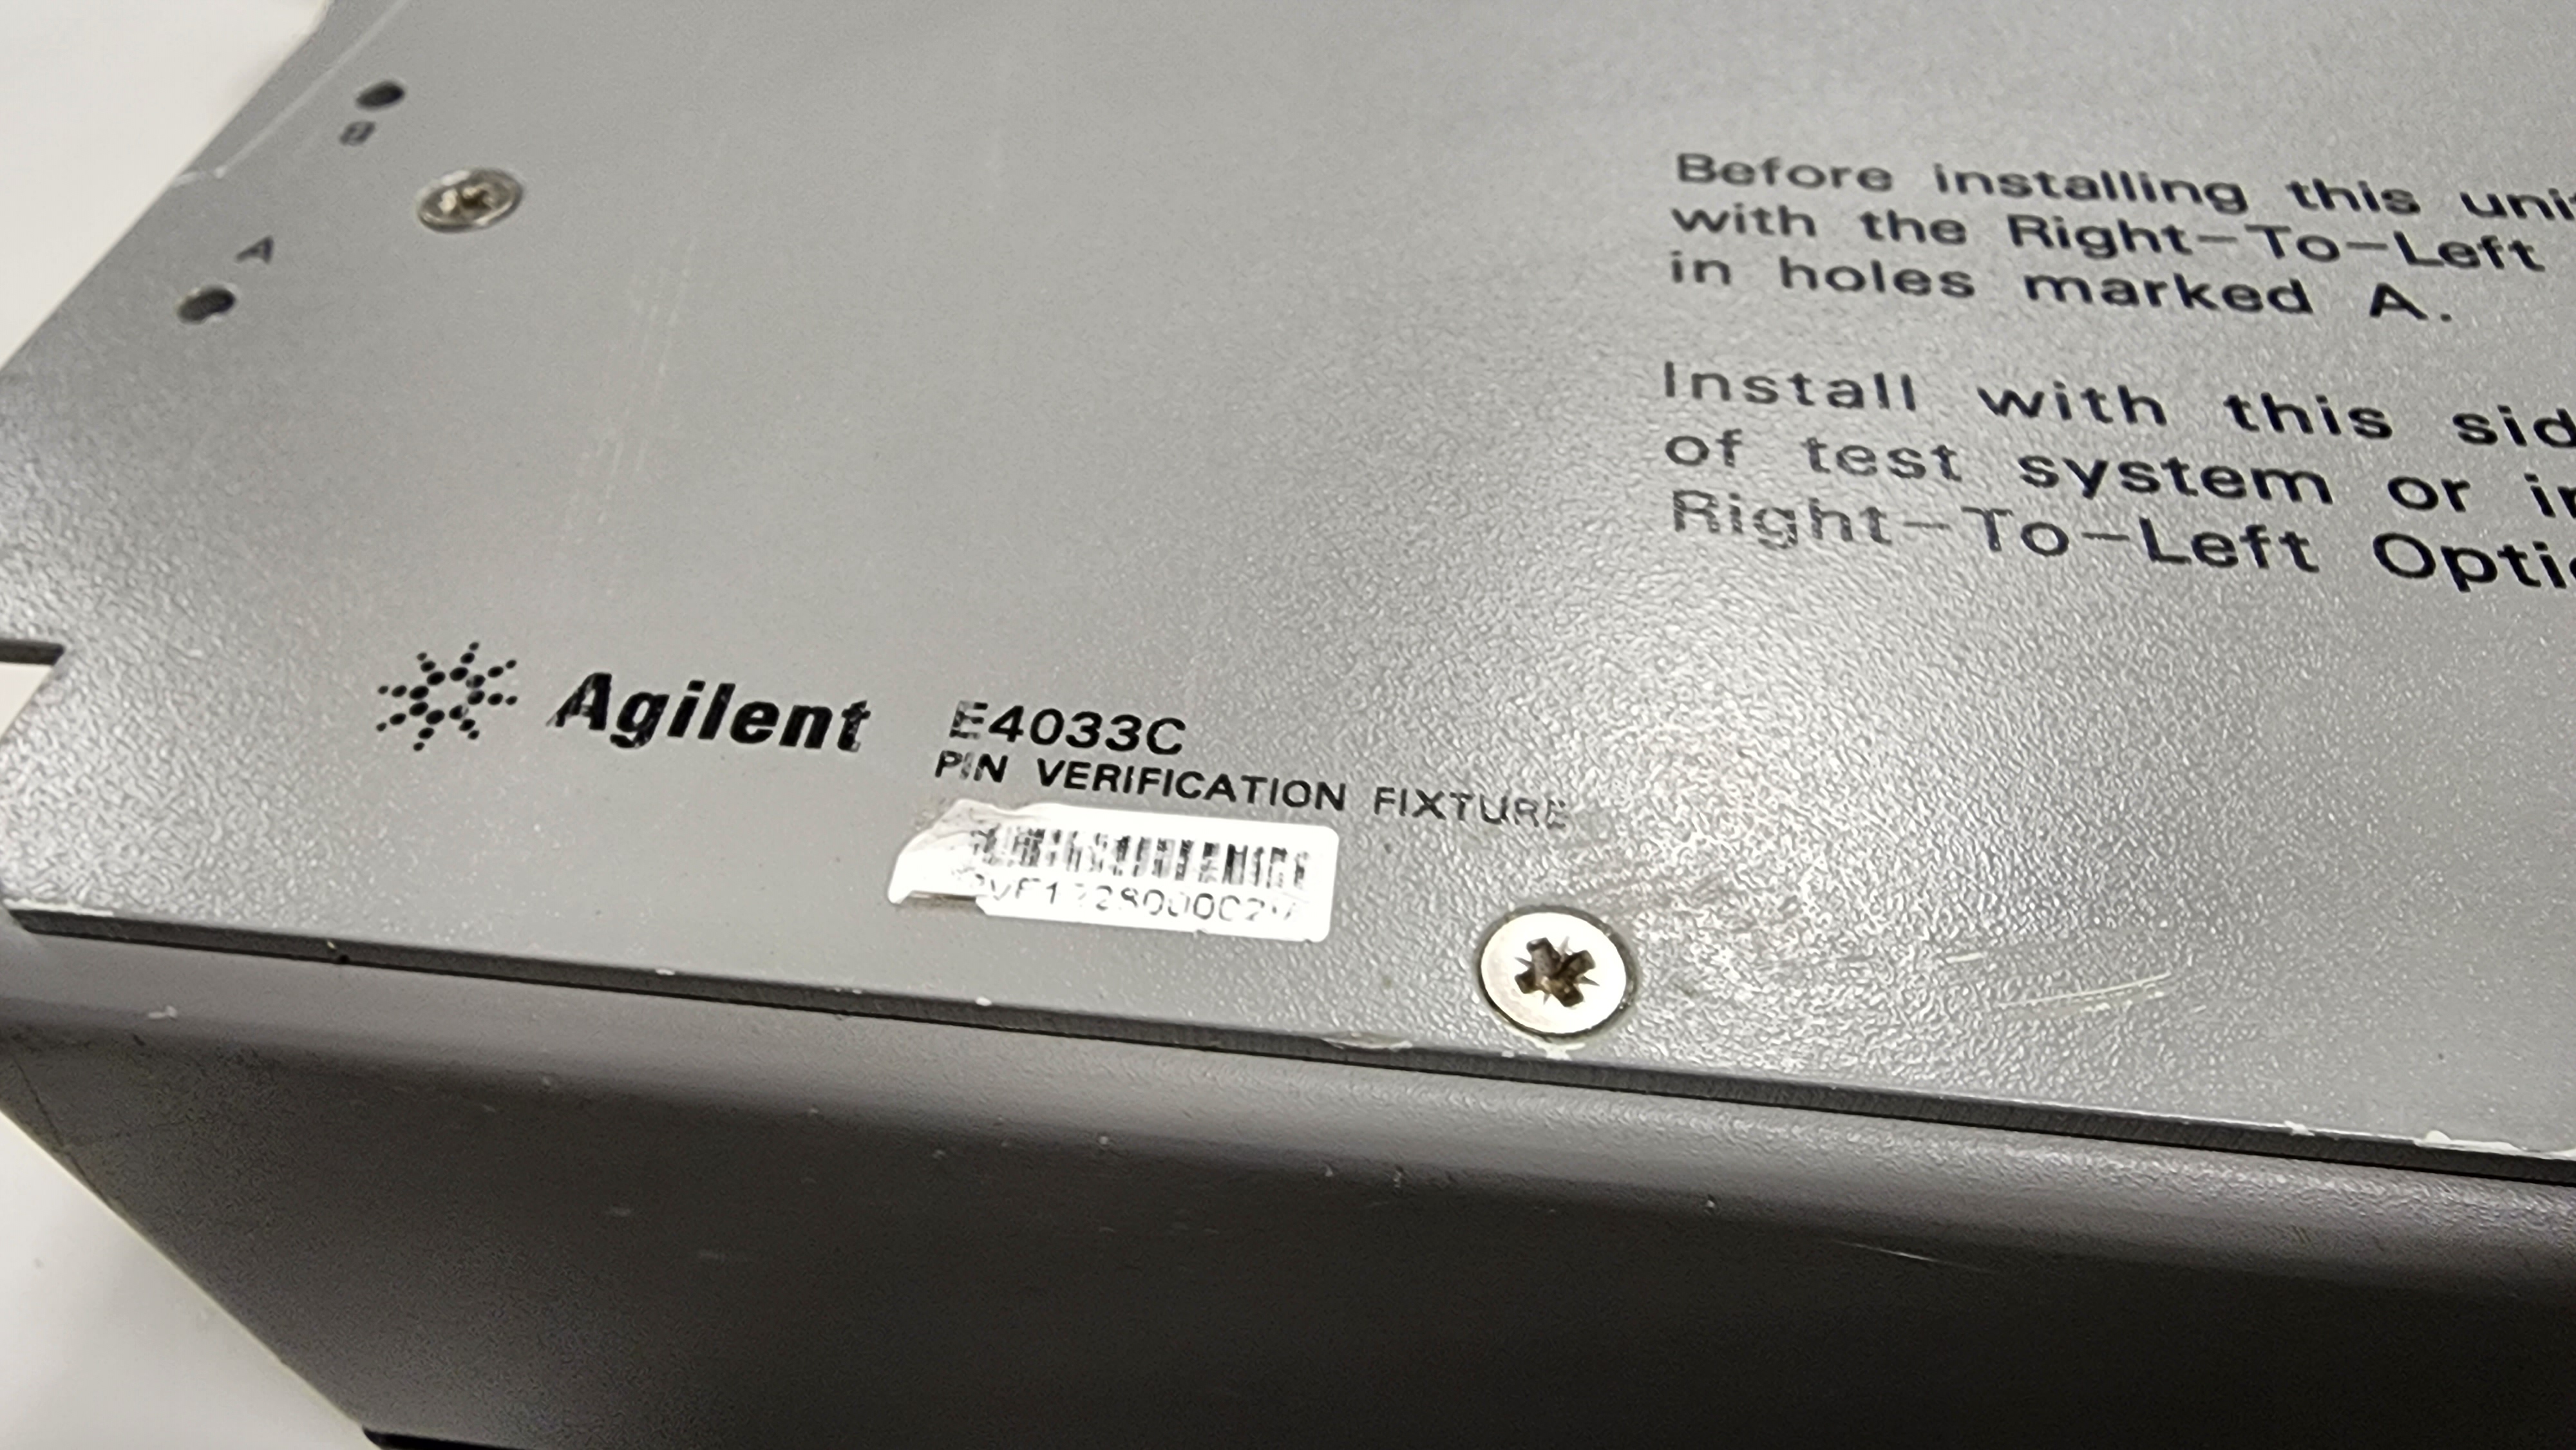 B
A
Before installing this uni
with the Right-To-Left
in holes marked A.
Install with this sid
of test system or in
Right-To-Left Optio
Agilent E4033C
PIN VERIFICATION FIXTURE